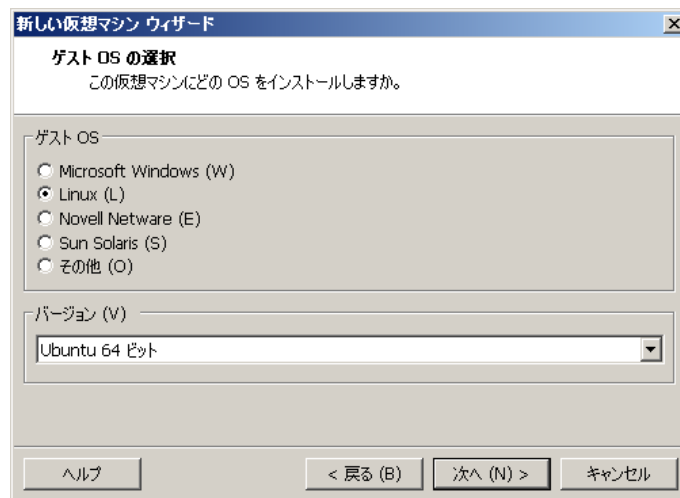 新しい仮想マシン ウィザード
ゲスト OS の選択
この仮想マシンにどの OS をインストールしますか。
ゲスト OS
Microsoft Windows (W)
Linux (L)
Novell Netware (E)
Sun Solaris (S)
その他 (O)
バージョン (V)
Ubuntu 64 ビット
ヘルプ
< 戻る (B)
次へ (N) >
キャンセル